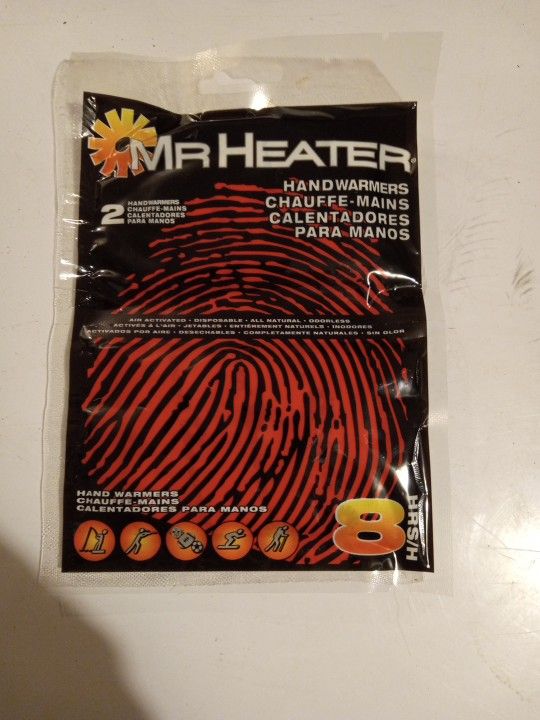 MR HEATER®
HANDWARMERS
CHAUFFE-MAINS
CALENTADORES
PARA MANOS
2 HANDWARMERS
CHAUFFE-MAINS
CALENTADORES
PARA MANOS
AIR ACTIVATED • DISPOSABLE • ALL NATURAL • ODORLESS
ACTIVÉS À L'AIR • JETABLES • ENTIÈREMENT NATURELS • INODORES
ACTIVADOS POR AIRE • DESECHABLES • COMPLETAMENTE NATURALES • SIN OLOR
HAND WARMERS
CHAUFFE-MAINS
CALENTADORES PARA MANOS
8 HRS/H